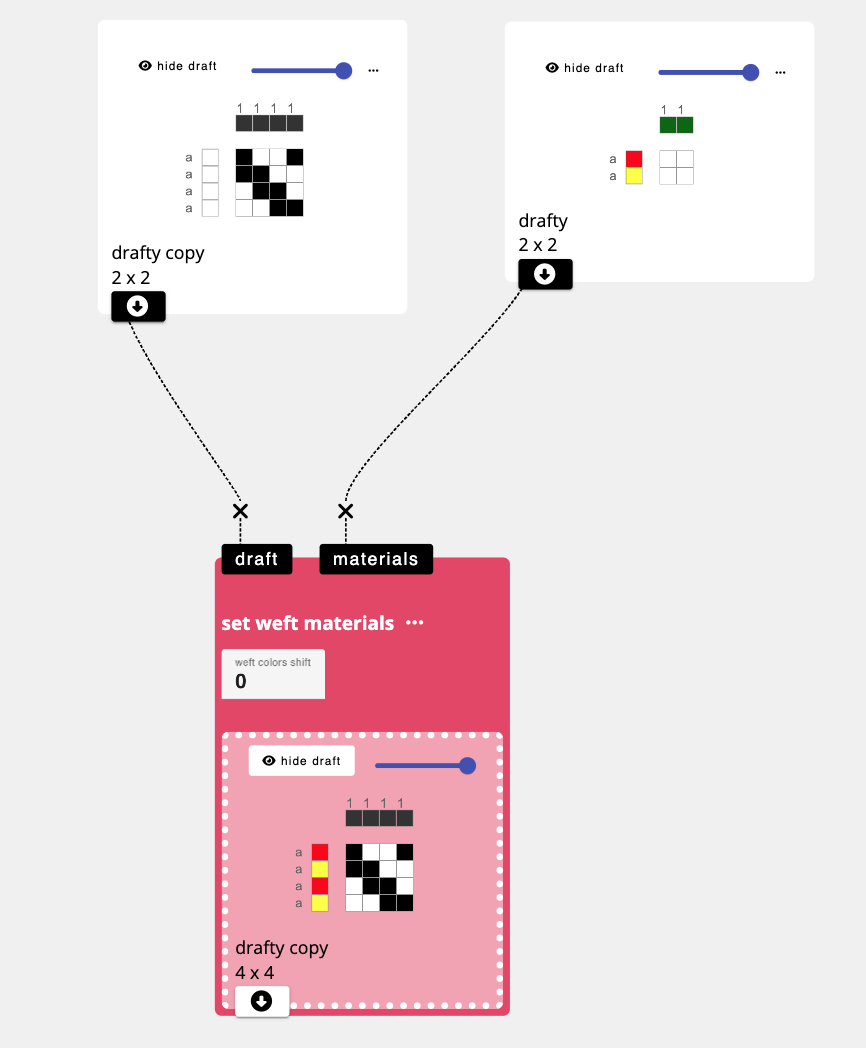 hide draft
1 1 1 1
a
a
a
a
drafty copy
2 x 2
hide draft
1 1
a
a
drafty
2 x 2
draft
materials
set weft materials
weft colors shift
0
hide draft
1 1 1 1
a
a
a
a
drafty copy
4 x 4